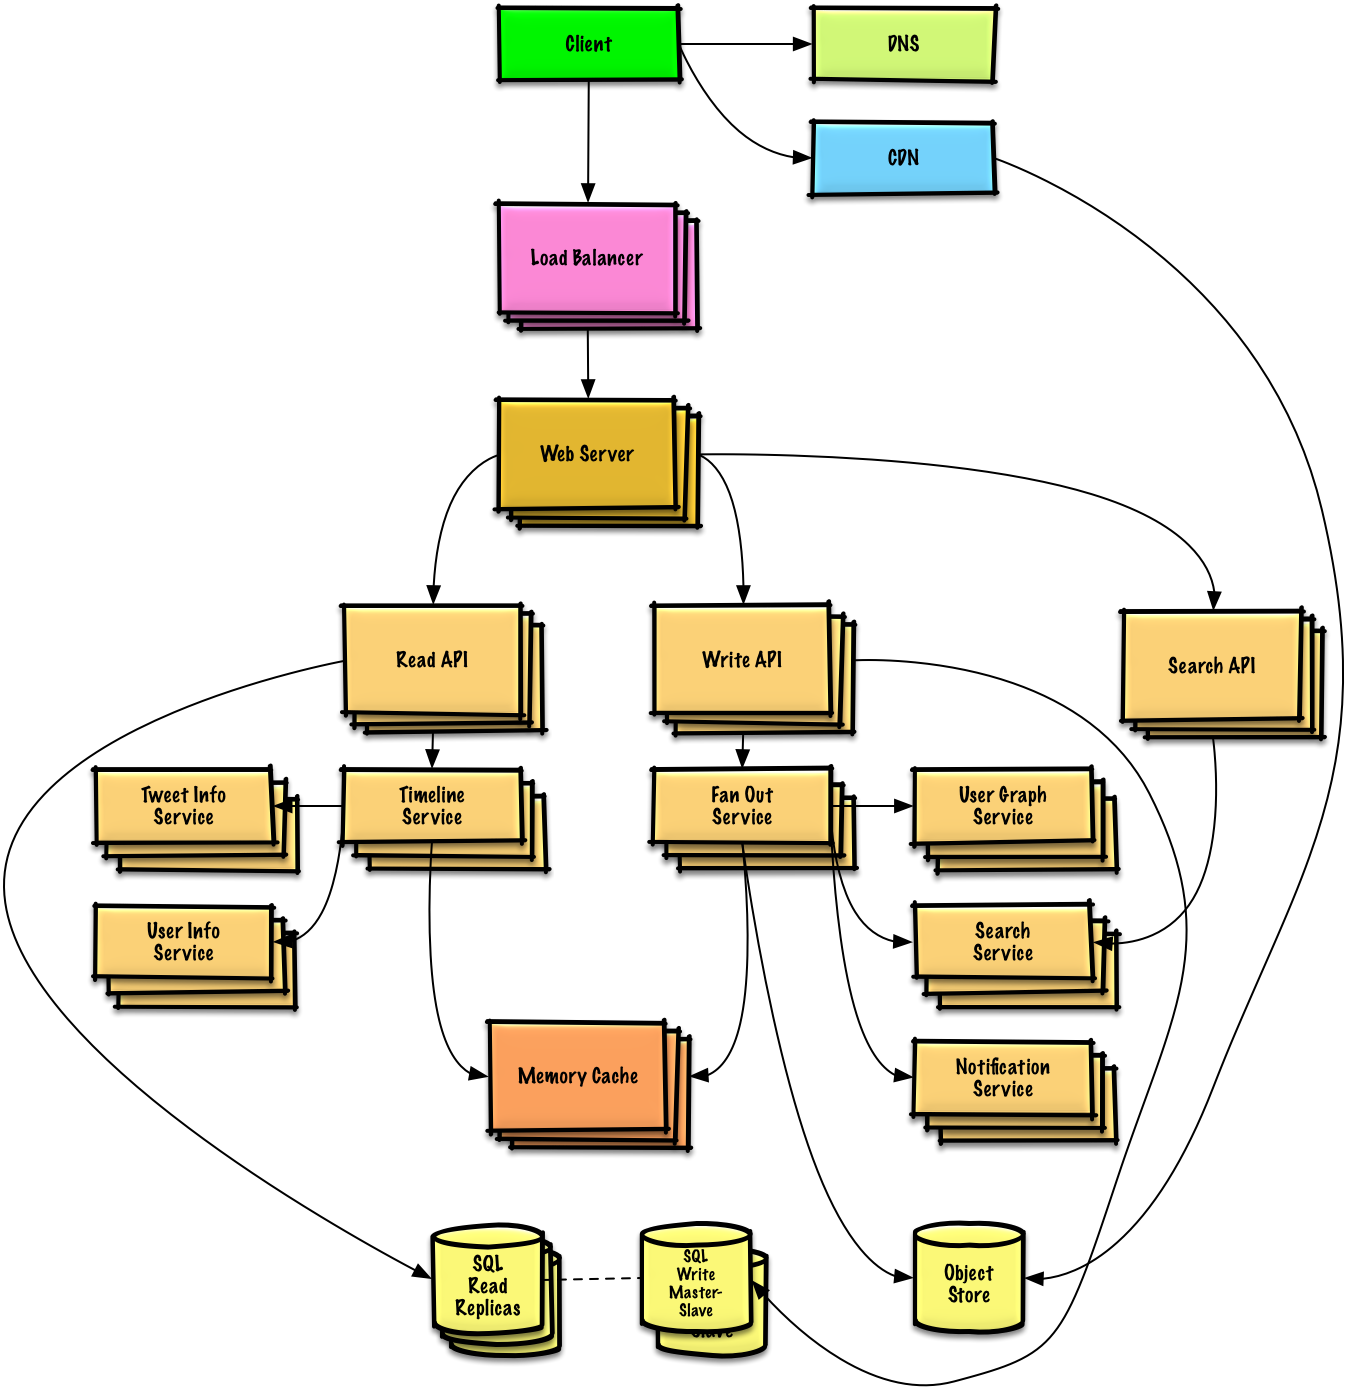 Client
DNS
CDN
Load Balancer
Web Server
Read API
Write API
Search API
Tweet Info
Service
Timeline
Service
Fan Out
Service
User Graph
Service
User Info
Service
Search
Service
Memory Cache
Notification
Service
SQL
Read
Replicas
SQL
Write
Master-
Slave
Slave
Object
Store